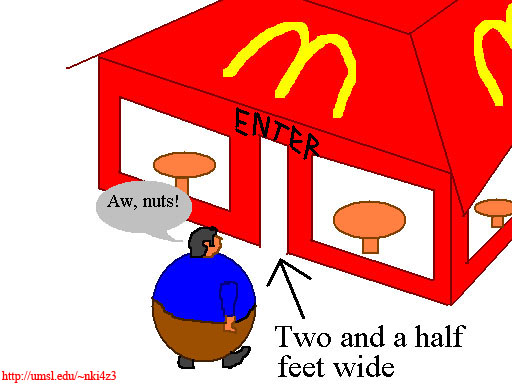 ENTER
Aw, nuts!
Two and a half
feet wide
http://umsl.edu/~nki4z3